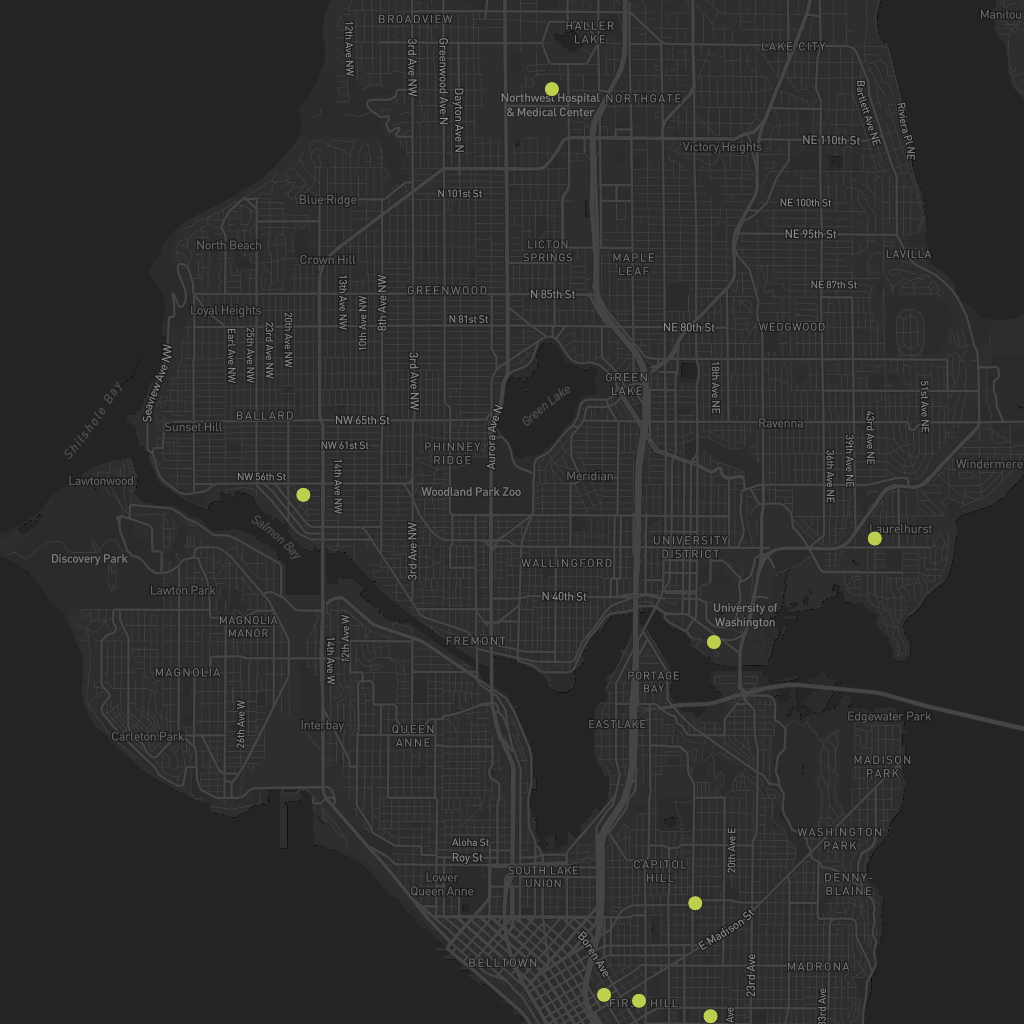 BROADVIEW
HALLER
LAKE
Manitou
12th Ave NW
3rd Ave NW
Greenwood Ave N
Dayton Ave N
LAKE CITY
Northwest Hospital
& Medical Center
NORTHGATE
Bartlett Ave NE
Riviera Pl NE
Victory Heights
NE 110th St
Blue Ridge
N 101st St
NE 100th St
NE 95th St
North Beach
Crown Hill
LICTON
SPRINGS
MAPLE
LEAF
LAVILLA
GREENWOOD
N 85th St
NE 87th St
13th Ave NW
10th Ave NW
8th Ave NW
Loyal Heights
N 81st St
NE 80th St
WEDGWOOD
Earl Ave NW
25th Ave NW
23rd Ave NW
20th Ave NW
Seaview Ave NW
3rd Ave NW
GREEN
LAKE
Green Lake
18th Ave NE
51st Ave NE
Shilshole Bay
BALLARD
NW 65th St
Sunset Hill
Aurora Ave N
Ravenna
43rd Ave NE
39th Ave NE
36th Ave NE
NW 61st St
PHINNEY
RIDGE
Windermere
Lawtonwood
NW 56th St
14th Ave NW
Woodland Park Zoo
Meridian
Salmon Bay
3rd Ave NW
Laurelhurst
UNIVERSITY
DISTRICT
Discovery Park
WALLINGFORD
Lawton Park
N 40th St
University of
Washington
MAGNOLIA
MANOR
14th Ave W
12th Ave W
FREMONT
MAGNOLIA
PORTAGE
BAY
26th Ave W
Interbay
QUEEN
ANNE
EASTLAKE
Edgewater Park
Carleton Park
MADISON
PARK
Aloha St
Roy St
20th Ave E
WASHINGTON
PARK
CAPITOL
HILL
SOUTH LAKE
UNION
Lower
Queen Anne
DENNY-
BLAINE
E Madison St
Boren Ave
BELLTOWN
23rd Ave
MADRONA
FIRST HILL
Ave
33rd Ave